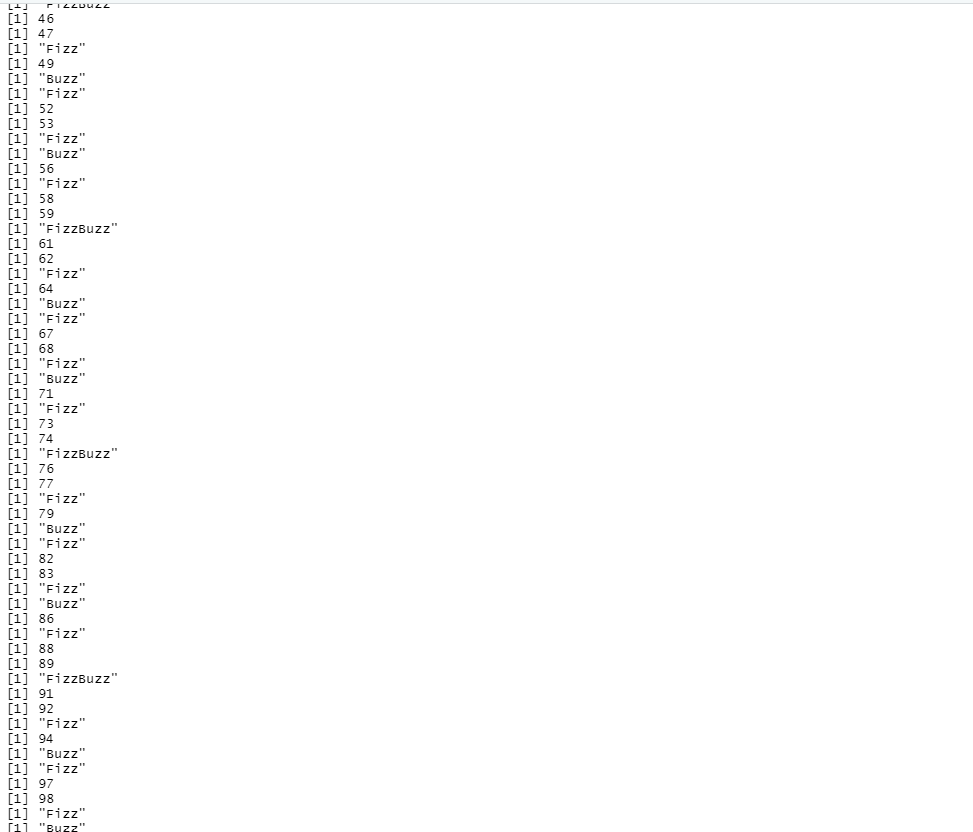 [1] "FizzBuzz"
[1] 46
[1] 47
[1] "Fizz"
[1] 49
[1] "Buzz"
[1] "Fizz"
[1] 52
[1] 53
[1] "Fizz"
[1] "Buzz"
[1] 56
[1] "Fizz"
[1] 58
[1] 59
[1] "FizzBuzz"
[1] 61
[1] 62
[1] "Fizz"
[1] 64
[1] "Buzz"
[1] "Fizz"
[1] 67
[1] 68
[1] "Fizz"
[1] "Buzz"
[1] 71
[1] "Fizz"
[1] 73
[1] 74
[1] "FizzBuzz"
[1] 76
[1] 77
[1] "Fizz"
[1] 79
[1] "Buzz"
[1] "Fizz"
[1] 82
[1] 83
[1] "Fizz"
[1] "Buzz"
[1] 86
[1] "Fizz"
[1] 88
[1] 89
[1] "FizzBuzz"
[1] 91
[1] 92
[1] "Fizz"
[1] 94
[1] "Buzz"
[1] "Fizz"
[1] 97
[1] 98
[1] "Fizz"
[1] "Buzz"